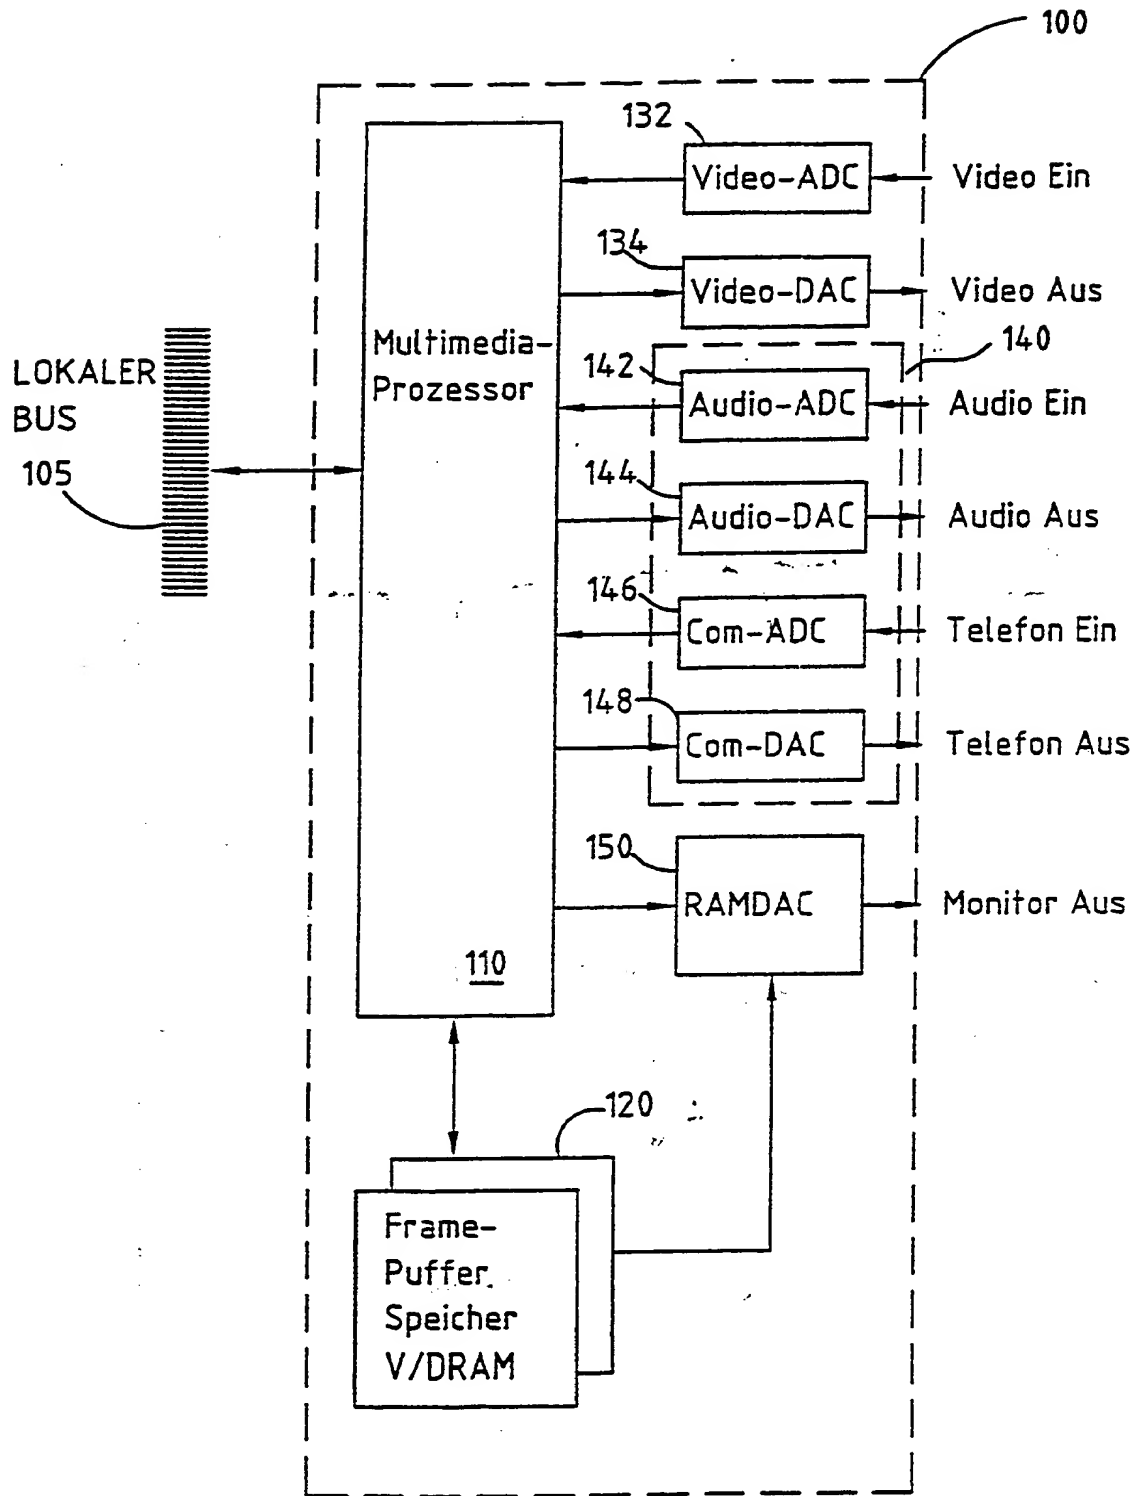 100
132
Video-ADC
Video Ein
134
Video-DAC
Video Aus
Multimedia-
Prozessor
140
142
Audio-ADC
Audio Ein
LOKALER
BUS
105
144
Audio-DAC
Audio Aus
146
Com-ADC
Telefon Ein
148
Com-DAC
Telefon Aus
150
RAMDAC
Monitor Aus
110
120
Frame-
Puffer
Speicher
V/DRAM